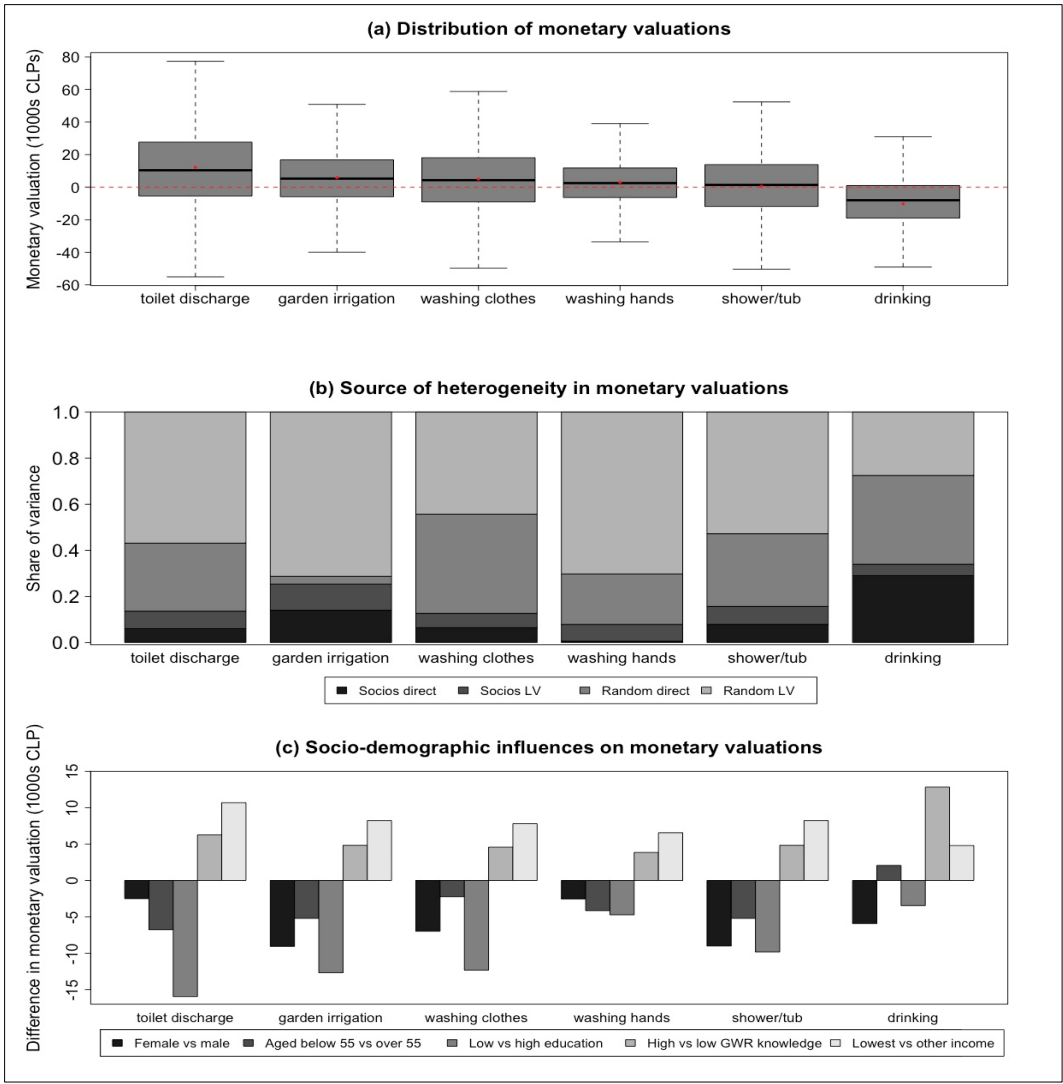 (a) Distribution of monetary valuations
Monetary valuation (1000s CLPs)
80
60
40
20
0
-20
-40
-60
toilet discharge garden irrigation washing clothes washing hands shower/tub drinking
(b) Source of heterogeneity in monetary valuations
Share of variance
1.0
0.8
0.6
0.4
0.2
0.0
toilet discharge garden irrigation washing clothes washing hands shower/tub drinking
Socios direct Socios LV Random direct Random LV
(c) Socio-demographic influences on monetary valuations
Difference in monetary valuation (1000s CLP)
15
10
5
0
-5
-10
-15
toilet discharge garden irrigation washing clothes washing hands shower/tub drinking
Female vs male Aged below 55 vs over 55 Low vs high education High vs low GWR knowledge Lowest vs other income